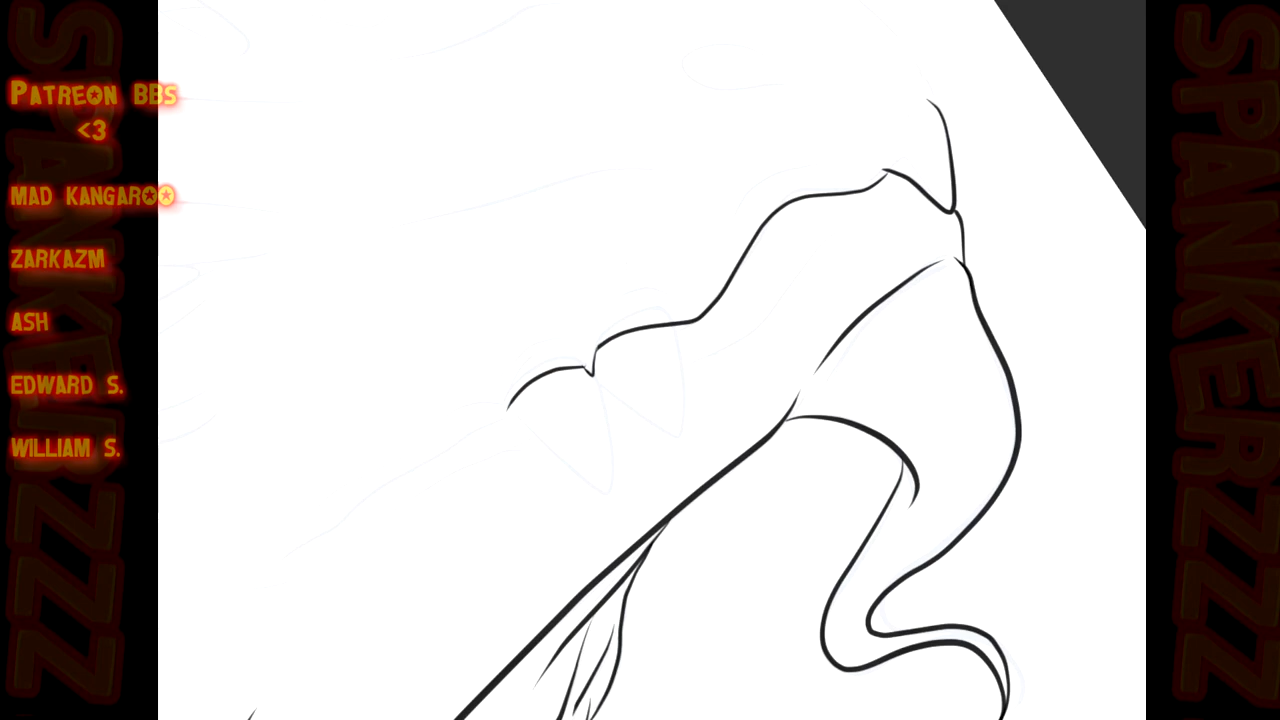 SPANKERZZZ
PATREON BBS
<3
MAD KANGAROO
ZARKAZM
ASH
EDWARD S.
WILLIAM S.
SPANKERZZZ